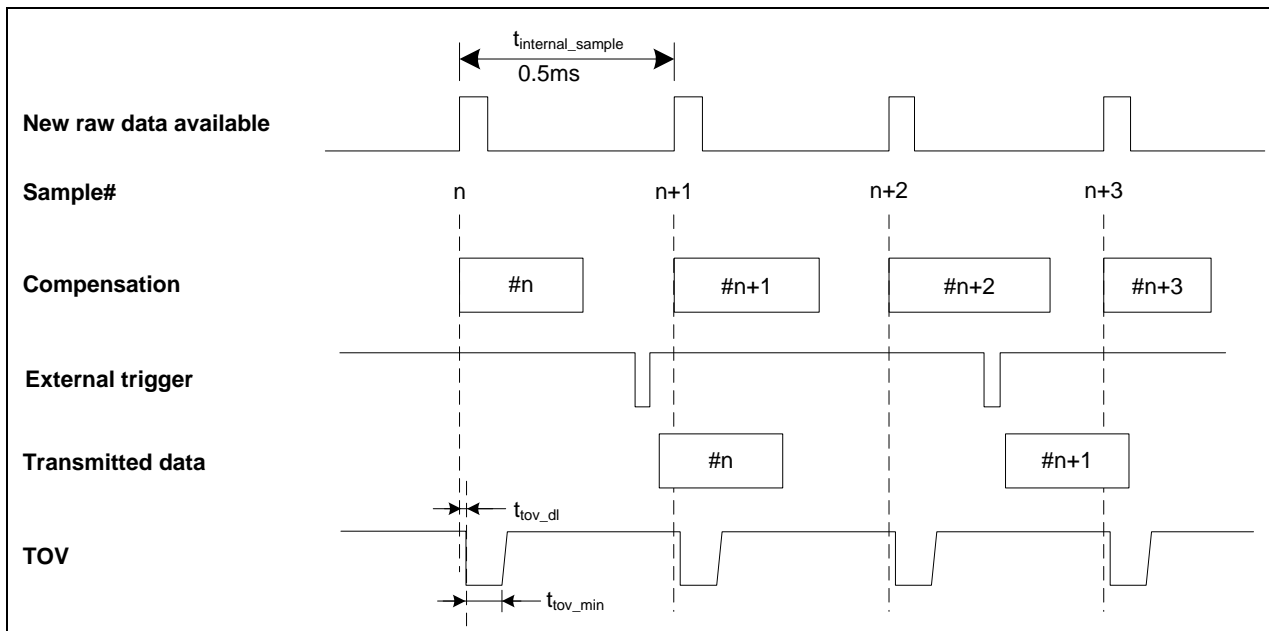 t_internal_sample
0.5ms
New raw data available
Sample# n n+1 n+2 n+3
Compensation #n #n+1 #n+2 #n+3
External trigger
Transmitted data #n #n+1
t_tov_dl
TOV
t_tov_min